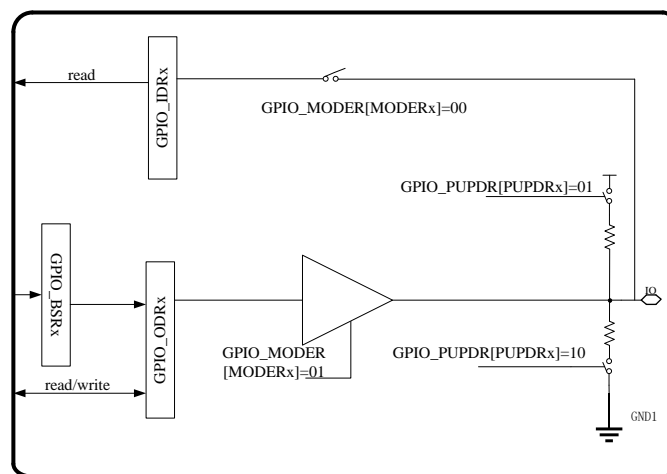 read
GPIO_IDRx
GPIO_MODER[MODERx]=00
GPIO_PUPDR[PUPDRx]=01
GPIO_BSRx
GPIO_ODRx
IO
GPIO_MODER
[MODERx]=01
GPIO_PUPDR[PUPDRx]=10
read/write
GND1